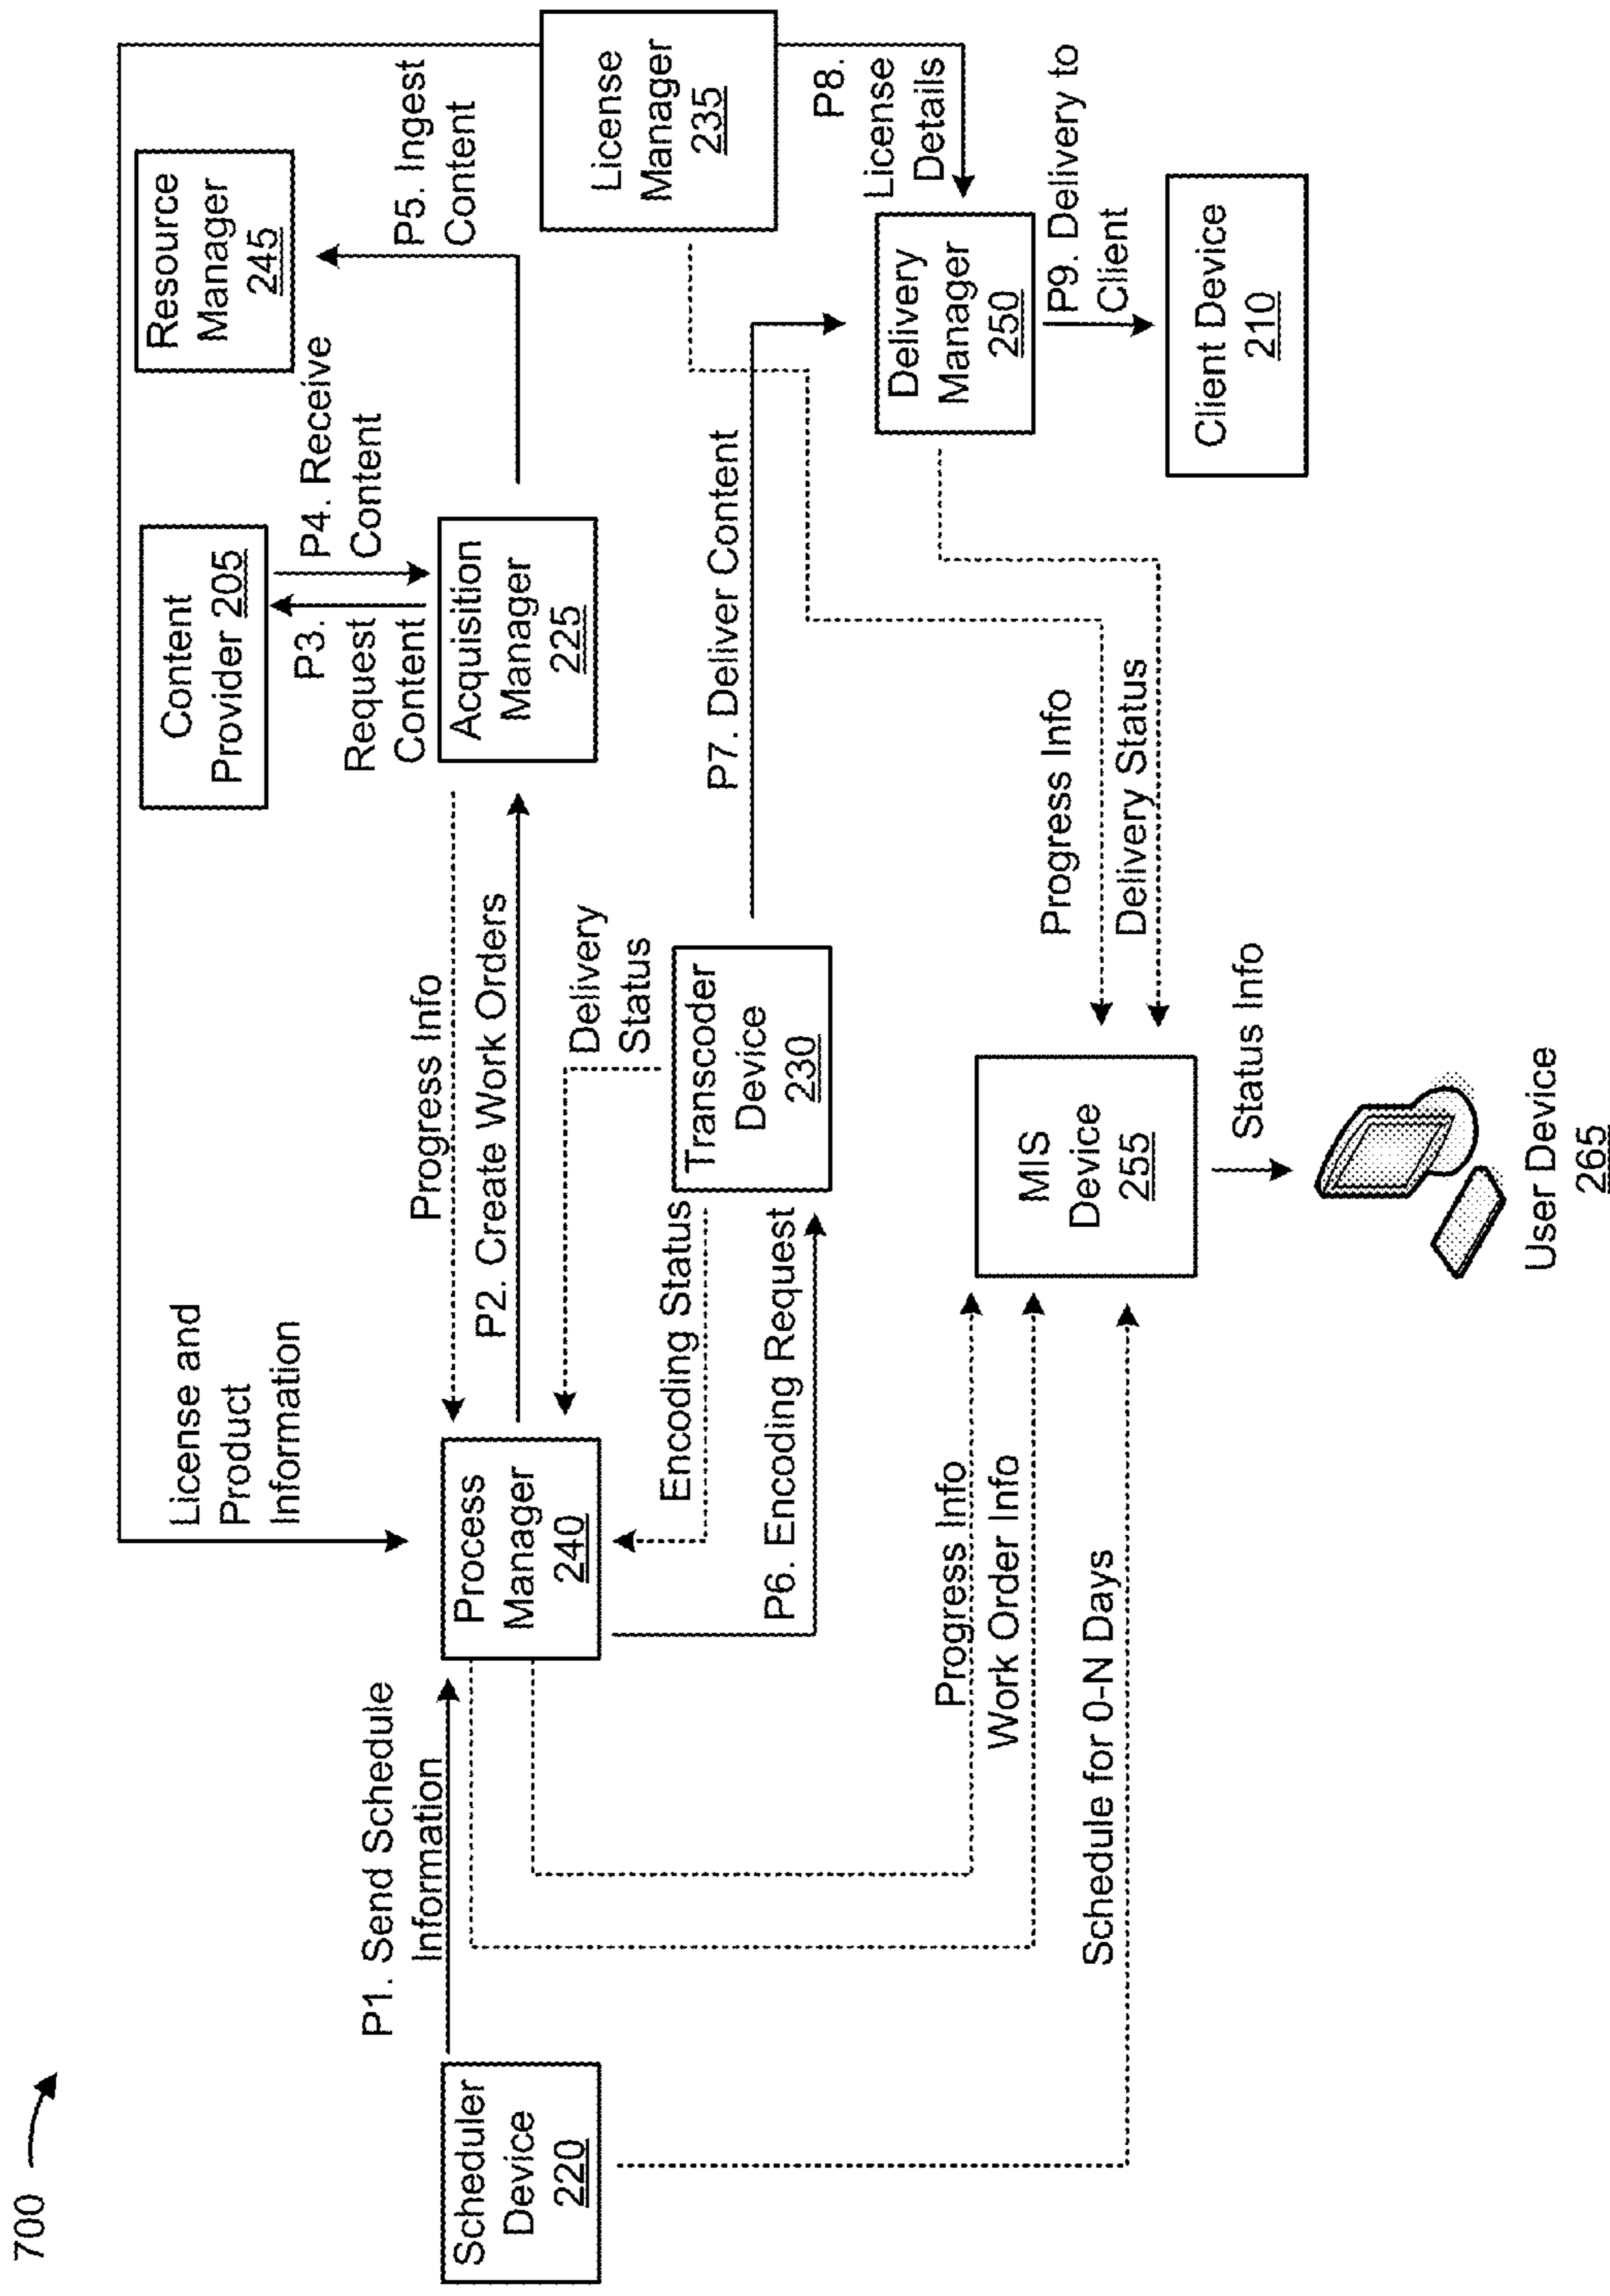 700
License and
Product
Information
Content
Provider 205
Resource
Manager
245
P3.
Request
Content
P4. Receive
Content
P5. Ingest
Content
P1. Send Schedule
Information
Progress Info
P2. Create Work Orders
Scheduler
Device
220
Process
Manager
240
Acquisition
Manager
225
License
Manager
235
Delivery
Status
Encoding Status
P6. Encoding Request
Transcoder
Device
230
P7. Deliver Content
P8.
License
Details
Delivery
Manager
250
P9. Delivery to
Client
Client Device
210
Progress Info
Work Order Info
Schedule for 0-N Days
MIS
Device
255
Progress Info
Delivery Status
Status Info
User Device
265